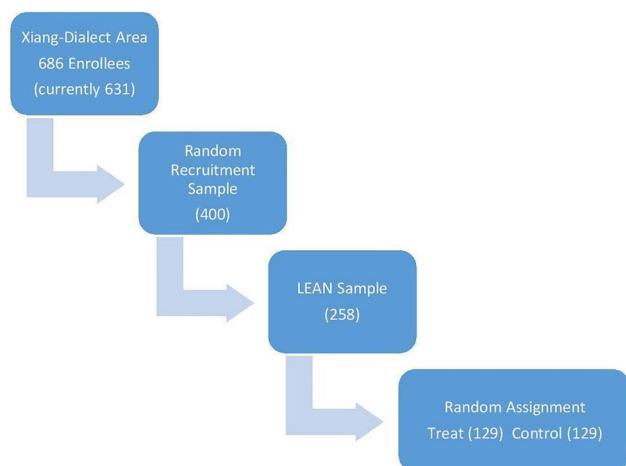 Xiang-Dialect Area
686 Enrollees
(currently 631)
Random
Recruitment
Sample
(400)
LEAN Sample
(258)
Random Assignment
Treat (129)  Control (129)